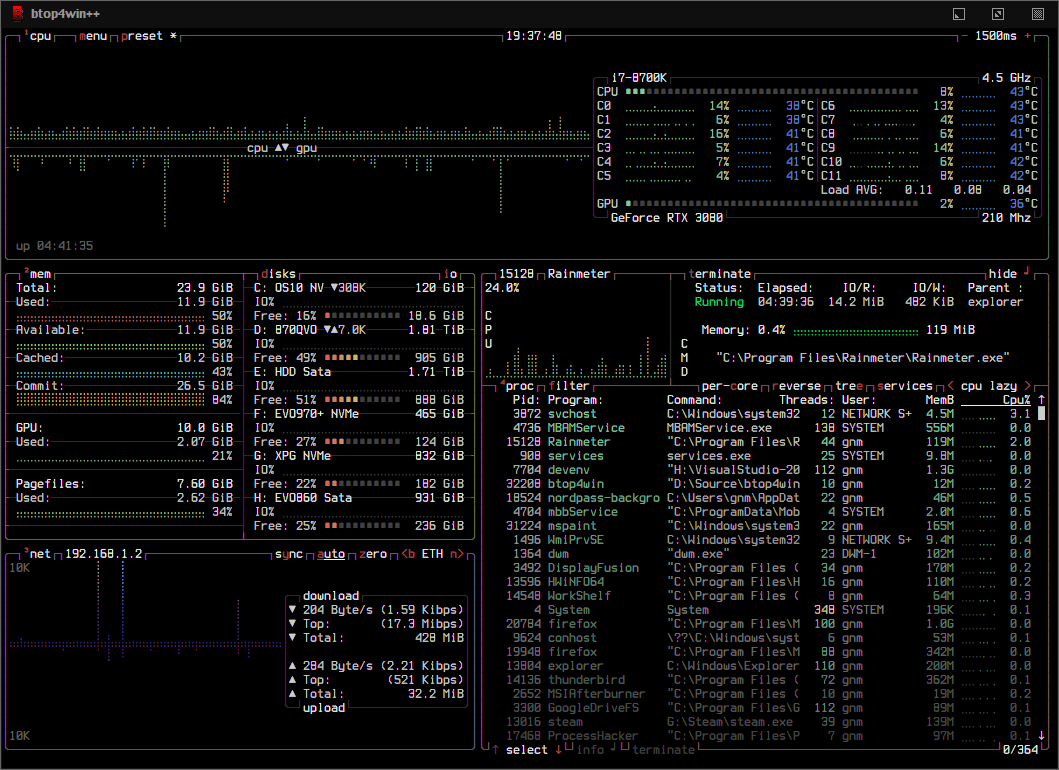 btop4win++
¹cpu menu preset * 19:37:48 - 1500ms +
i7-8700K 4.5 GHz
CPU 8% 43°C
C0 14% 38°C C6 13% 43°C
C1 6% 38°C C7 4% 43°C
C2 16% 41°C C8 6% 41°C
C3 5% 41°C C9 14% 41°C
C4 7% 41°C C10 6% 42°C
C5 4% 41°C C11 8% 42°C
Load AVG: 0.11 0.08 0.04
GPU 2% 36°C
GeForce RTX 3080 210 Mhz
cpu ▲▼ gpu
up 04:41:35
²mem
Total: 23.9 GiB
Used: 11.9 GiB
50%
Available: 11.9 GiB
50%
Cached: 10.2 GiB
43%
Commit: 26.5 GiB
84%
GPU: 10.0 GiB
Used: 2.07 GiB
21%
Pagefiles: 7.60 GiB
Used: 2.62 GiB
34%
disks io
C: OS10 NV ▼308K 120 GiB
IO%
Free: 16% 18.6 GiB
D: 870QVO ▼▲7.0K 1.81 TiB
IO%
Free: 49% 905 GiB
E: HDD Sata 1.71 TiB
IO%
Free: 51% 888 GiB
F: EVO970+ NVMe 465 GiB
IO%
Free: 27% 124 GiB
G: XPG NVMe 832 GiB
IO%
Free: 22% 182 GiB
H: EVO860 Sata 931 GiB
IO%
Free: 25% 236 GiB
³net 192.168.1.2 sync auto zero <b ETH n>
10K
download
▼ 204 Byte/s (1.59 Kibps)
▼ Top: (17.3 Mibps)
▼ Total: 428 MiB
▲ 284 Byte/s (2.21 Kibps)
▲ Top: (521 Kibps)
▲ Total: 32.2 MiB
upload
10K
15128 Rainmeter terminate hide ┘
24.0%
CPU
Status: Elapsed: IO/R: IO/W: Parent :
Running 04:39:36 14.2 MiB 482 KiB explorer
Memory: 0.4% 119 MiB
CMD
"C:\Program Files\Rainmeter\Rainmeter.exe"
⁴proc filter per-core reverse tree services < cpu lazy >
Pid: Program: Command: Threads: User: MemB Cpu% ↑
3872 svchost C:\Windows\system32 12 NETWORK S+ 4.5M 3.1
4736 MBAMService MBAMService.exe 138 SYSTEM 556M 0.0
15128 Rainmeter "C:\Program Files\R 44 gnm 119M 2.0
908 services services.exe 25 SYSTEM 9.8M 0.0
7704 devenv "H:\VisualStudio-20 112 gnm 1.3G 0.0
32208 btop4win "D:\Source\btop4win 10 gnm 12M 0.2
18524 nordpass-backgro C:\Users\gnm\AppDat 22 gnm 46M 0.5
4704 mbbService "C:\ProgramData\Mob 4 SYSTEM 2.0M 0.6
31224 mspaint "C:\Windows\system3 22 gnm 165M 0.0
1496 WmiPrvSE C:\Windows\system32 9 NETWORK S+ 9.4M 0.0
1364 dwm "dwm.exe" 23 DWM-1 102M 0.0
3492 DisplayFusion "C:\Program Files ( 34 gnm 170M 0.2
13596 HWiNFO64 "C:\Program Files\H 16 gnm 110M 0.2
14548 WorkShelf "C:\Program Files ( 8 gnm 64M 0.3
4 System System 348 SYSTEM 196K 0.1
20784 firefox "C:\Program Files\M 100 gnm 1.0G 0.0
9624 conhost \??\C:\Windows\syst 6 gnm 53M 0.1
19948 firefox "C:\Program Files\M 88 gnm 342M 0.0
13804 explorer C:\Windows\Explorer 110 gnm 200M 0.0
14136 thunderbird "C:\Program Files ( 72 gnm 362M 0.1
2652 MSIAfterburner "C:\Program Files ( 10 gnm 19M 0.2
3300 GoogleDriveFS "C:\Program Files\G 112 gnm 89M 0.1
13016 steam G:\Steam\steam.exe 39 gnm 139M 0.0
17468 ProcessHacker "C:\Program Files\P 7 gnm 97M 0.1 ↓
↑ select ↓ info ┘ terminate 0/364